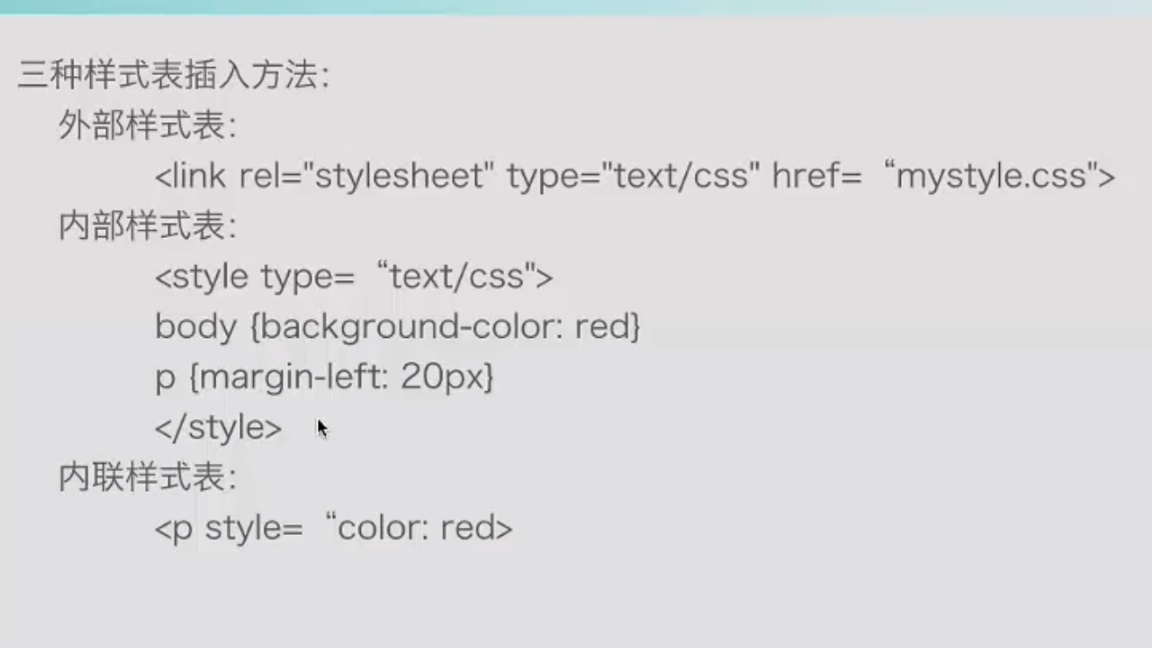 三种样式表插入方法：
外部样式表：
<link rel="stylesheet" type="text/css" href= “mystyle.css">
内部样式表：
<style type= “text/css">
body {background-color: red}
p {margin-left: 20px}
</style>
内联样式表：
<p style= “color: red>